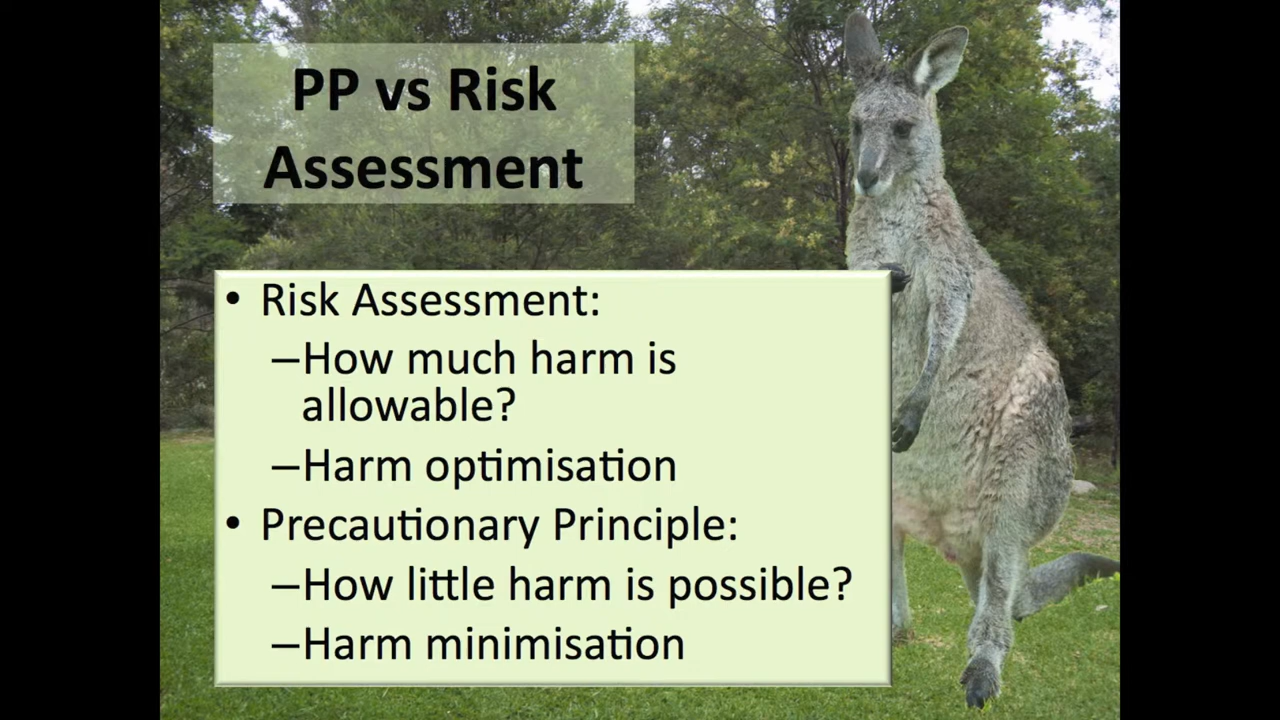 PP vs Risk
Assessment
• Risk Assessment:
–How much harm is
allowable?
–Harm optimisation
• Precautionary Principle:
–How little harm is possible?
–Harm minimisation